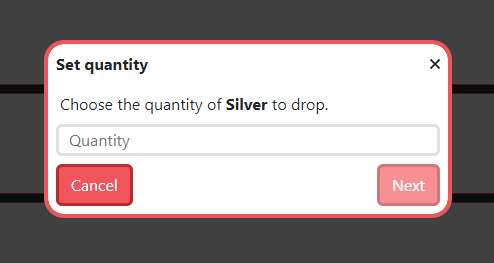 Set quantity ×
Choose the quantity of Silver to drop.
Quantity
Cancel Next